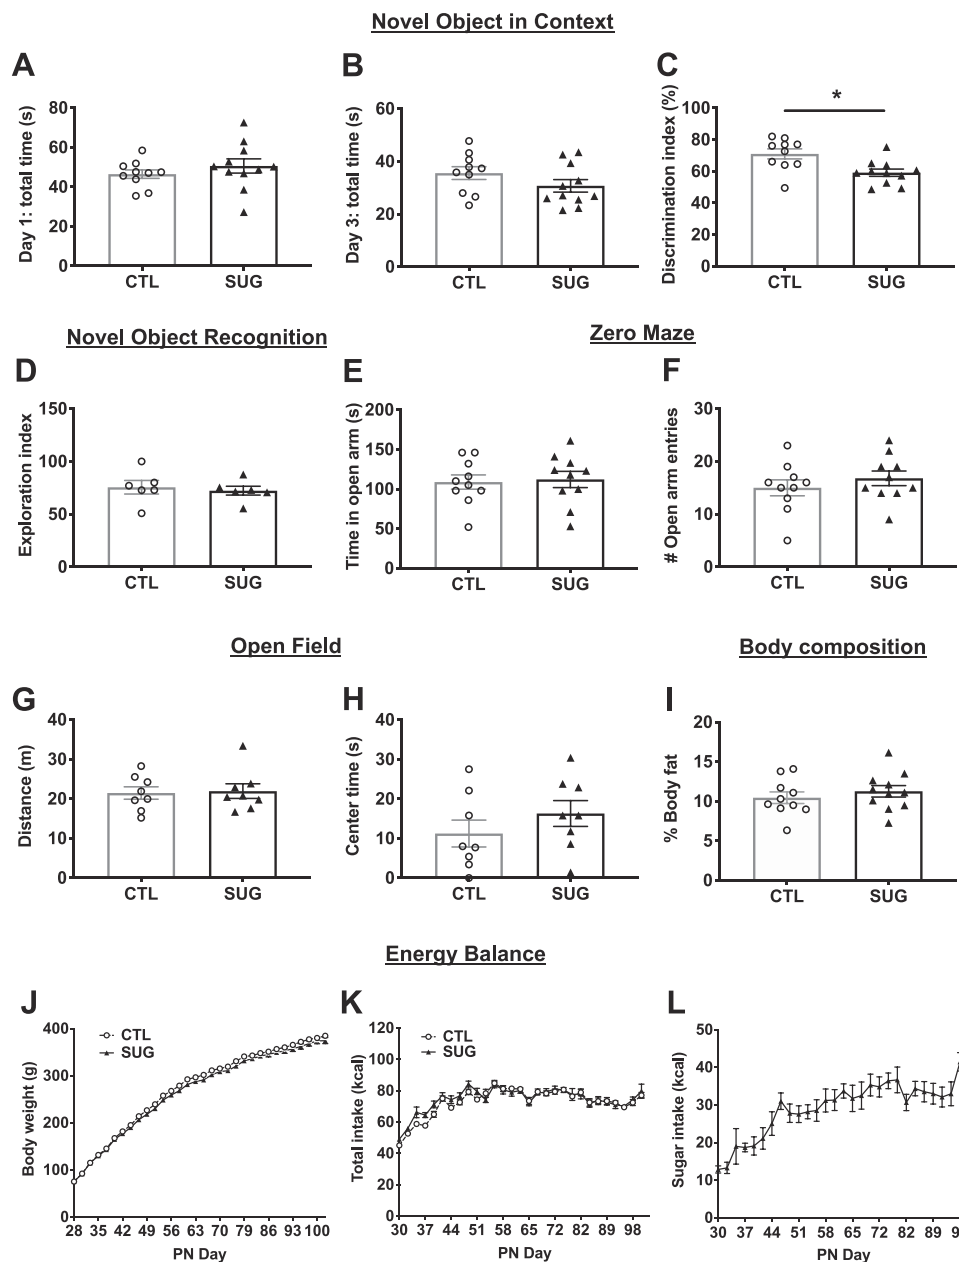 Novel Object in Context
A
Day 1: total time (s)
80
60
40
20
0
CTL SUG
B
Day 3: total time (s)
60
40
20
0
CTL SUG
C
Discrimination index (%)
100
80
60
40
20
0
*
CTL SUG
Novel Object Recognition
Zero Maze
D
Exploration index
150
100
50
0
CTL SUG
E
Time in open arm (s)
200
150
100
50
0
CTL SUG
F
# Open arm entries
30
20
10
0
CTL SUG
Open Field
Body composition
G
Distance (m)
40
30
20
10
0
CTL SUG
H
Center time (s)
40
30
20
10
0
CTL SUG
I
% Body fat
20
15
10
5
0
CTL SUG
Energy Balance
J
Body weight (g)
400
300
200
100
0
CTL
SUG
28 35 42 49 56 63 70 79 86 93 100
PN Day
K
Total intake (kcal)
120
100
80
60
40
20
0
CTL
SUG
30 37 44 51 58 65 72 82 89 98
PN Day
L
Sugar intake (kcal)
50
40
30
20
10
0
30 37 44 51 58 65 72 82 89
PN Day